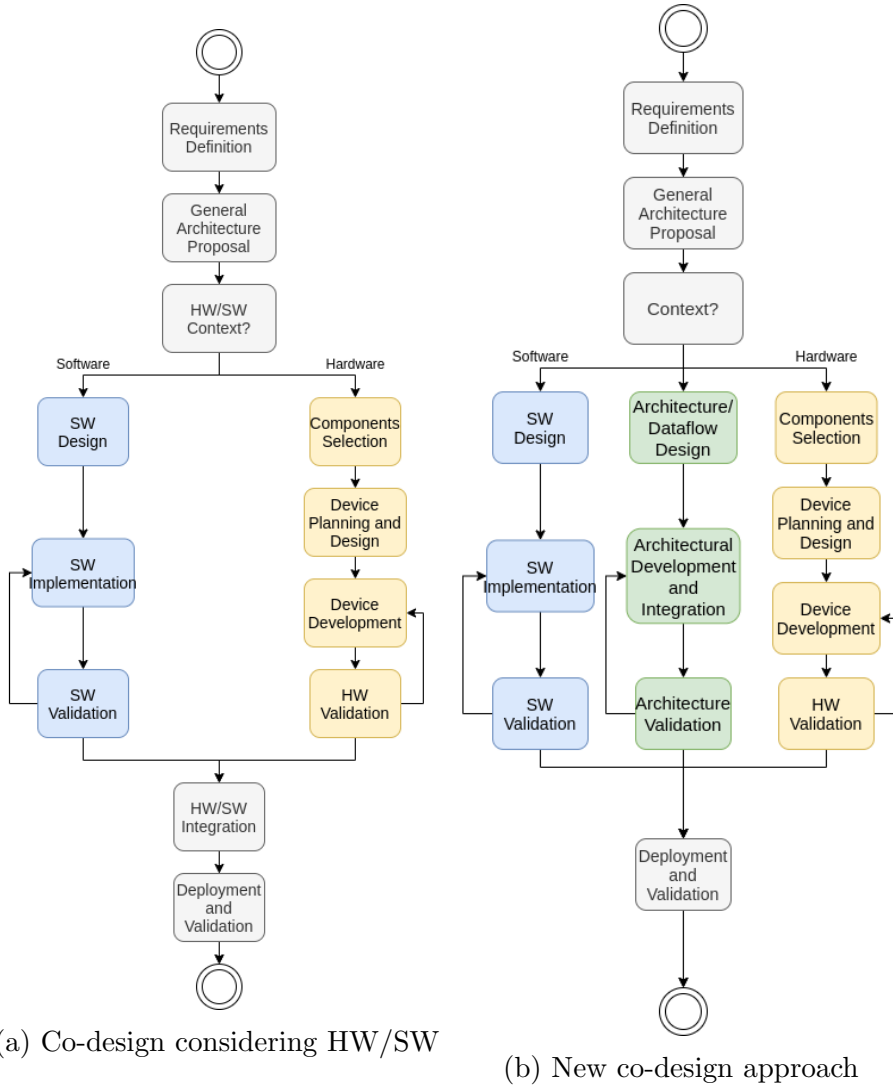 Requirements
Definition
General
Architecture
Proposal
HW/SW
Context?
Software
Hardware
SW
Design
Components
Selection
Device
Planning and
Design
SW
Implementation
Device
Development
SW
Validation
HW
Validation
HW/SW
Integration
Deployment
and
Validation
(a) Co-design considering HW/SW
Requirements
Definition
General
Architecture
Proposal
Context?
Software
Hardware
SW
Design
Architecture/
Dataflow
Design
Components
Selection
Device
Planning and
Design
SW
Implementation
Architectural
Development
and
Integration
Device
Development
SW
Validation
Architecture
Validation
HW
Validation
Deployment
and
Validation
(b) New co-design approach